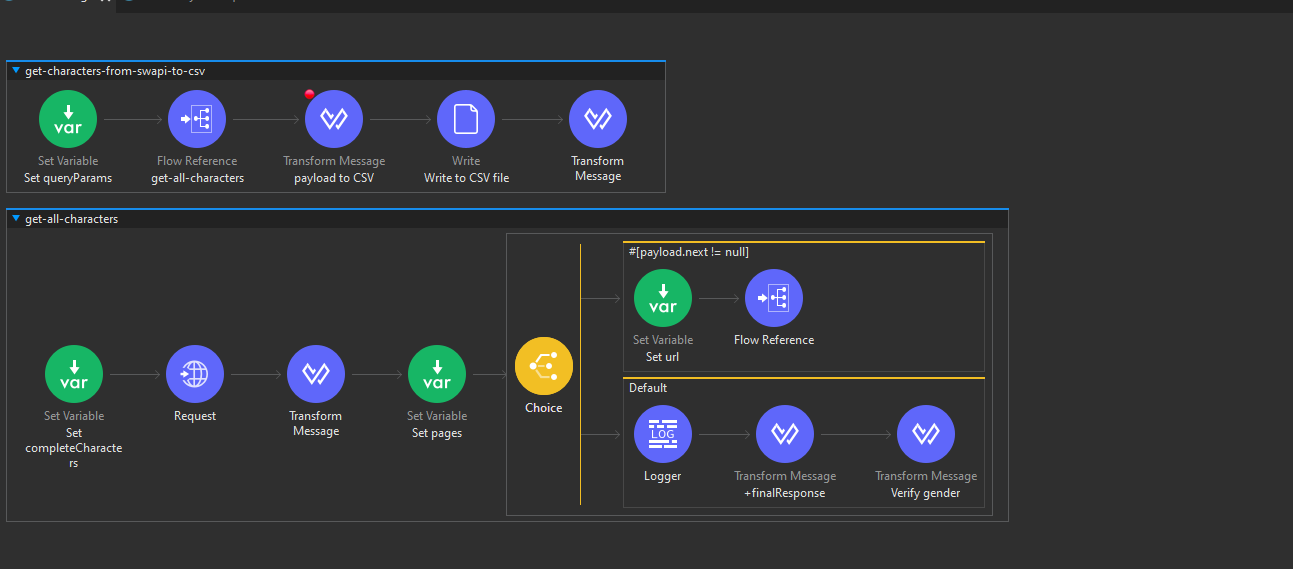 get-characters-from-swapi-to-csv
var
Set Variable
Set queryParams
Flow Reference
get-all-characters
Transform Message
payload to CSV
Write
Write to CSV file
Transform
Message
get-all-characters
var
Set Variable
Set
completeCharacte
rs
Request
Transform
Message
var
Set Variable
Set pages
Choice
#[payload.next != null]
var
Set Variable
Set url
Flow Reference
Default
LOG
Logger
Transform Message
+finalResponse
Transform Message
Verify gender